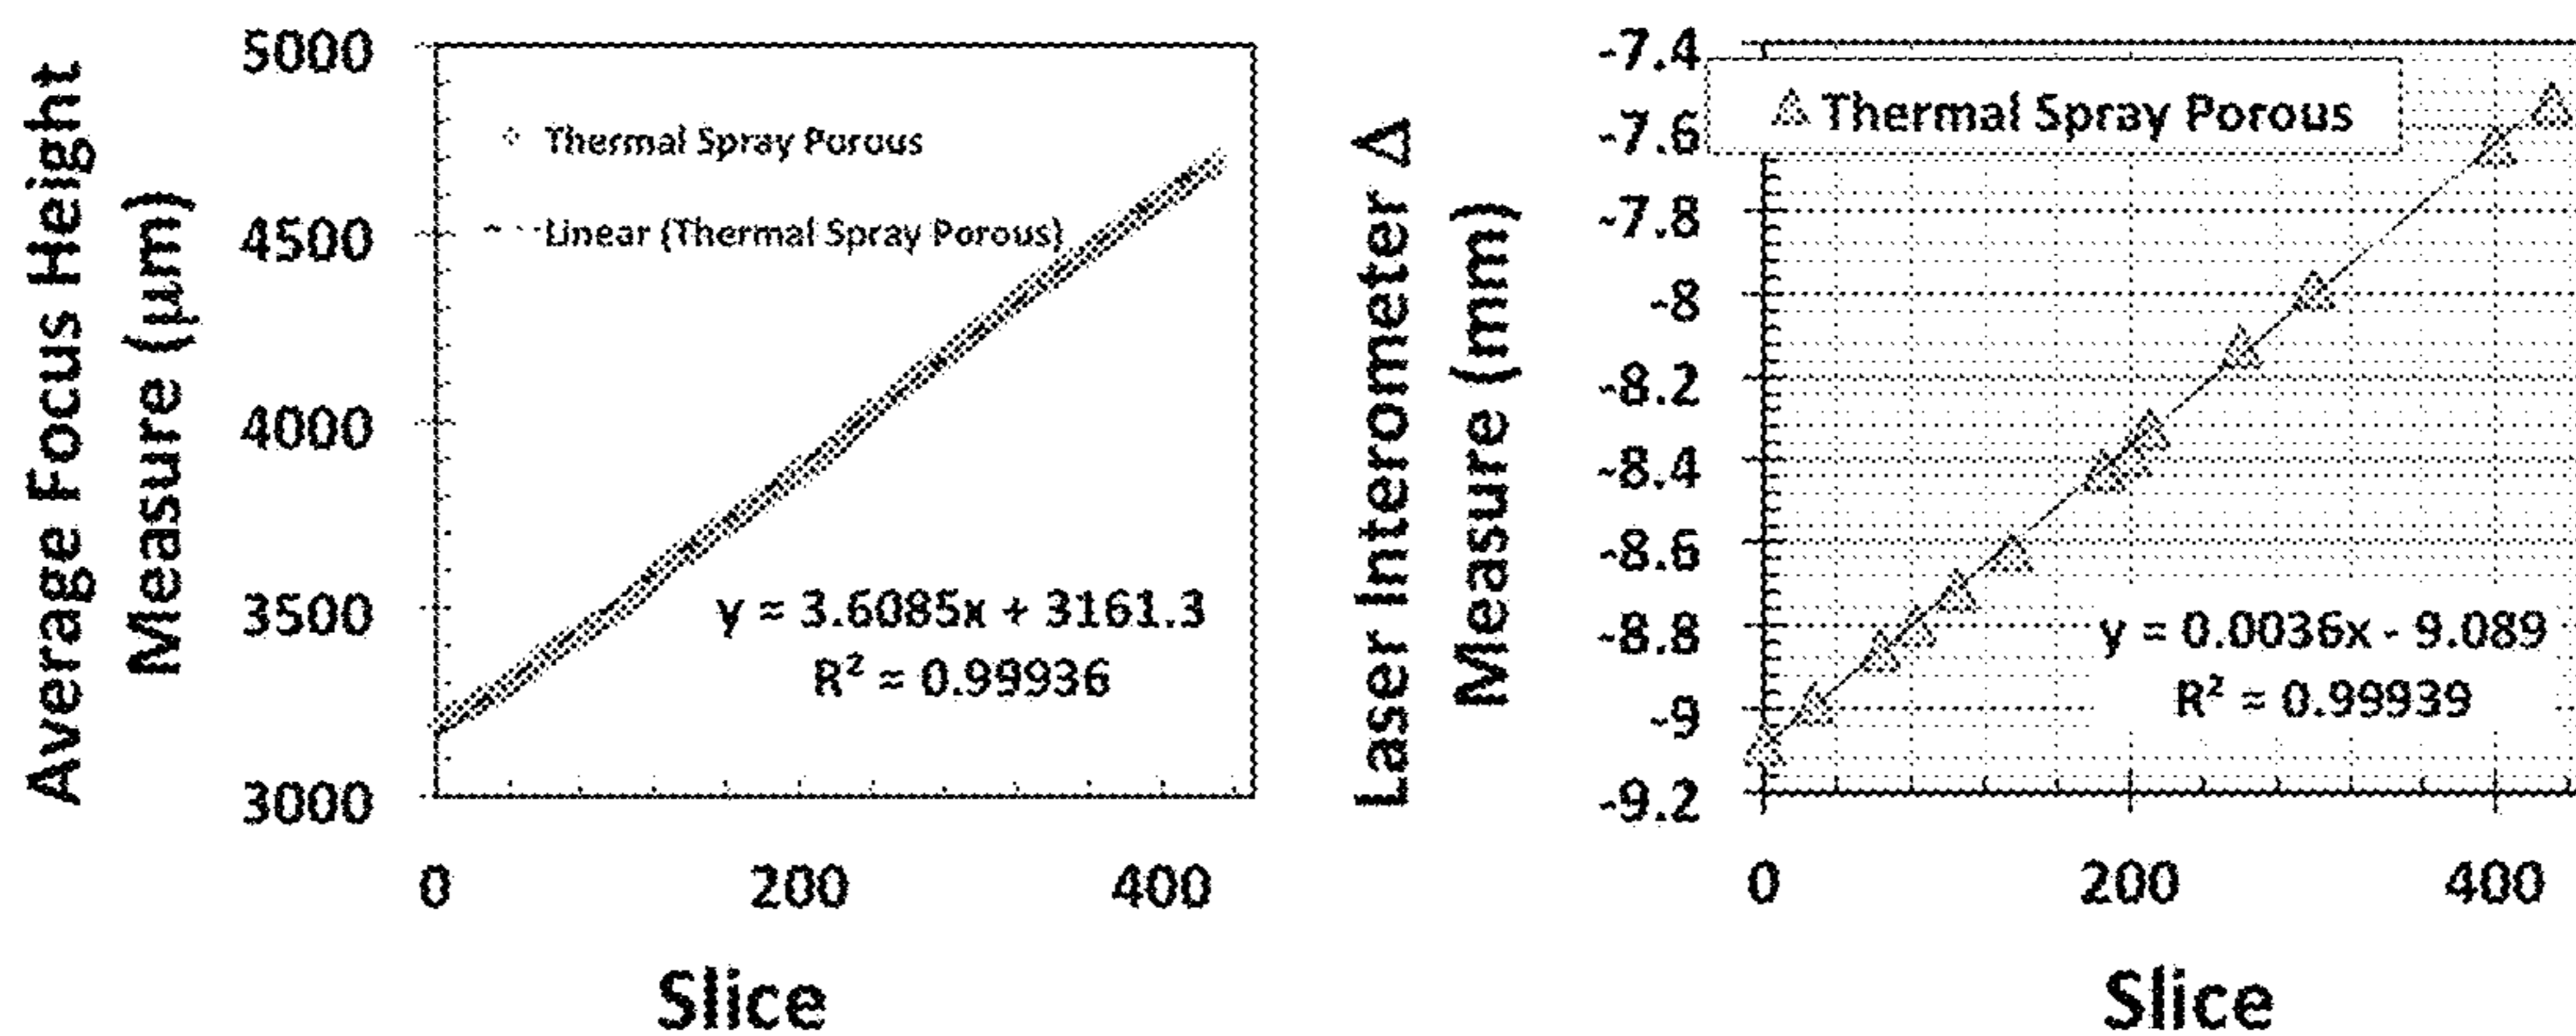 Average Focus Height
Measure (µm)
5000
4500
4000
3500
3000
Thermal Spray Porous
Linear (Thermal Spray Porous)
y = 3.6085x + 3161.3
R² = 0.99936
0
200
400
Slice
Laser Interometer Δ
Measure (mm)
-7.4
-7.6
-7.8
-8
-8.2
-8.4
-8.6
-8.8
-9
-9.2
Thermal Spray Porous
y = 0.0036x - 9.089
R² = 0.99939
0
200
400
Slice